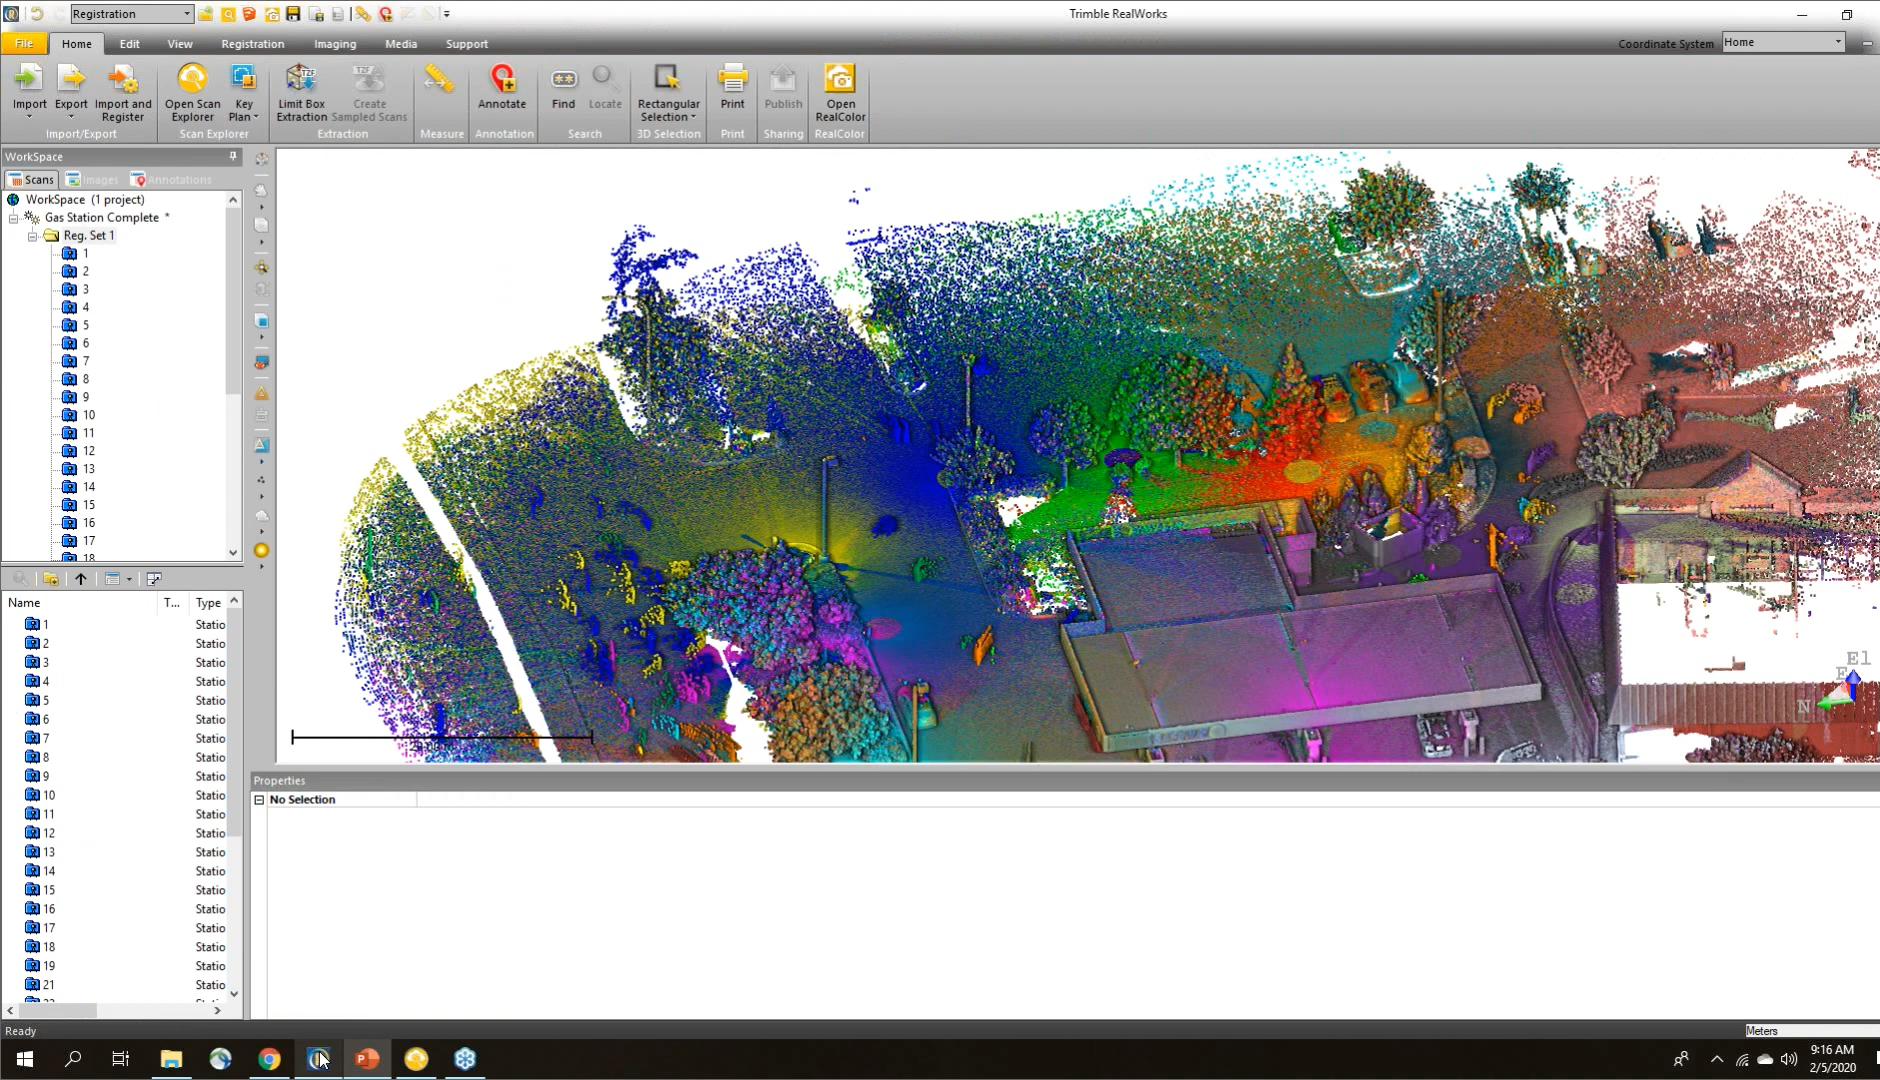 Registration
Trimble RealWorks
File Home Edit View Registration Imaging Media Support
Coordinate System Home
Import Export Import and Register
Import/Export
Open Scan Explorer Key Plan
Scan Explorer
Limit Box Extraction Create Sampled Scans
Extraction
Measure
Annotate
Annotation
Find Locate
Search
Rectangular Selection
3D Selection
Print
Print
Publish
Sharing
Open RealColor
RealColor
WorkSpace
Scans Images Annotations
WorkSpace (1 project)
Gas Station Complete *
Reg. Set 1
1
2
3
4
5
6
7
8
9
10
11
12
13
14
15
16
17
18
Name T... Type
1 Statio
2 Statio
3 Statio
4 Statio
5 Statio
6 Statio
7 Statio
8 Statio
9 Statio
10 Statio
11 Statio
12 Statio
13 Statio
14 Statio
15 Statio
16 Statio
17 Statio
18 Statio
19 Statio
21 Statio
El
E
N
Properties
No Selection
Ready
Meters
9:16 AM
2/5/2020